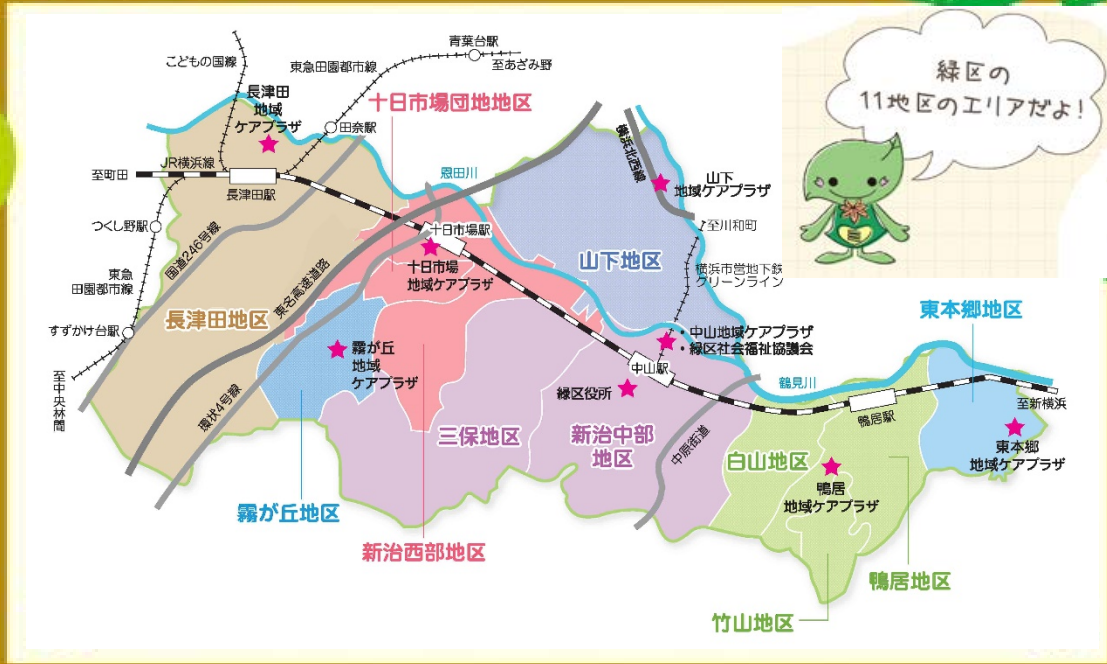 緑区の
11地区のエリアだよ!
青葉台駅
至あざみ野
こどもの国線
東急田園都市線
長津田
地域
ケアプラザ
十日市場団地地区
田奈駅
JR横浜線
至町田
長津田駅
恩田川
横浜北西線
山下
地域ケアプラザ
つくし野駅
国道246号線
十日市場駅
至川和町
十日市場
地域ケアプラザ
山下地区
横浜市営地下鉄
グリーンライン
東急
田園都市線
東名高速道路
長津田地区
東本郷地区
すずかけ台駅
霧が丘
地域
ケアプラザ
・中山地域ケアプラザ
・緑区社会福祉協議会
至中央林間
環状4号線
中山駅
緑区役所
鶴見川
鴨居駅
至新横浜
三保地区
新治中部
地区
中原街道
白山地区
東本郷
地域ケアプラザ
鴨居
地域ケアプラザ
霧が丘地区
新治西部地区
鴨居地区
竹山地区